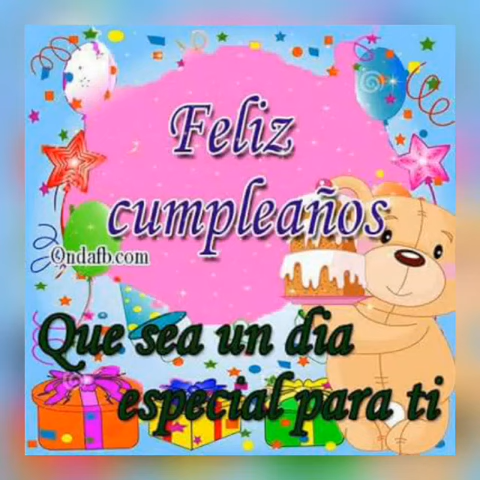 Feliz
cumpleaños
Ondafb.com
Que sea un dia
especial para ti